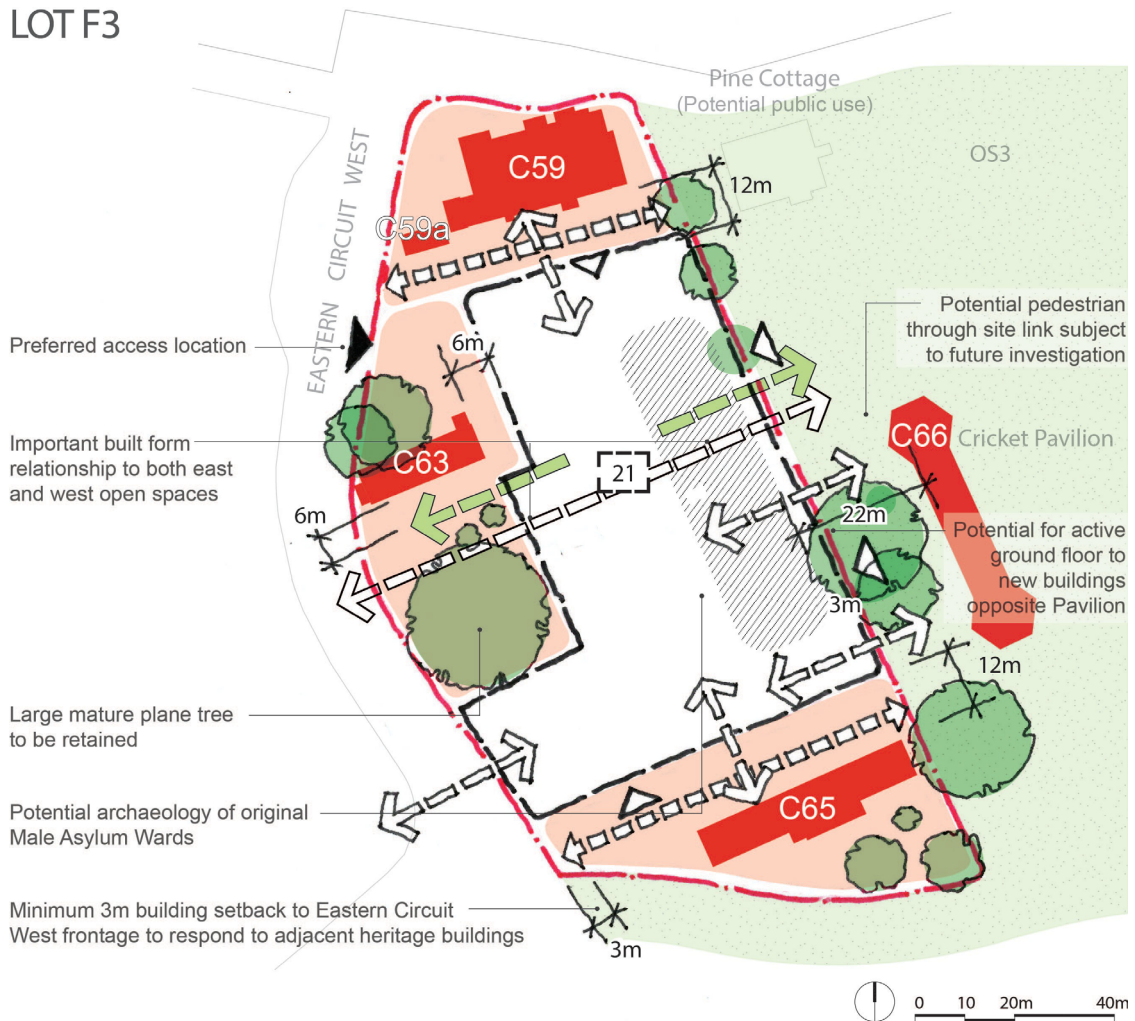 LOT F3
Pine Cottage
(Potential public use)
OS3
C59
12m
C59a
EASTERN CIRCUIT WEST
Preferred access location
6m
Potential pedestrian
through site link subject
to future investigation
Important built form
relationship to both east
and west open spaces
C63
21
C66
Cricket Pavilion
6m
22m
Potential for active
ground floor to
new buildings
opposite Pavilion
3m
12m
Large mature plane tree
to be retained
Potential archaeology of original
Male Asylum Wards
C65
Minimum 3m building setback to Eastern Circuit
West frontage to respond to adjacent heritage buildings
3m
0 10 20m 40m